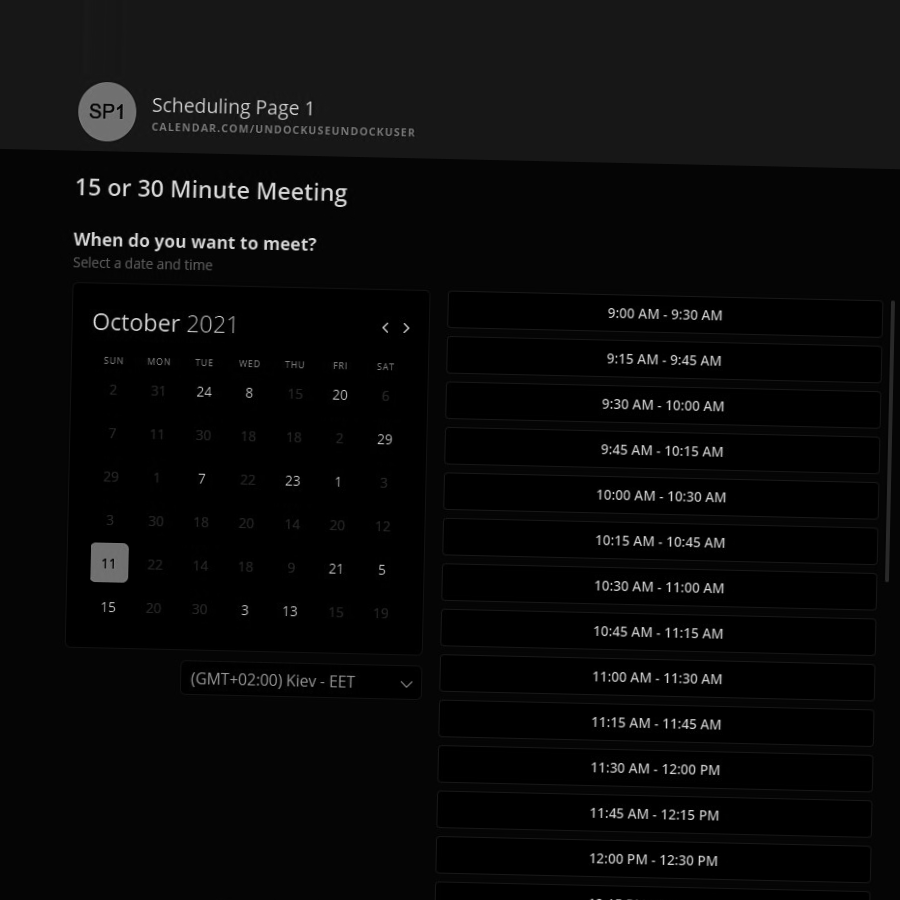 SP1
Scheduling Page 1
CALENDAR.COM/UNDOCKUSEUNDOCKUSER
15 or 30 Minute Meeting
When do you want to meet?
Select a date and time
October 2021
SUN MON TUE WED THU FRI SAT
2 31 24 8 15 20 6
7 11 30 18 18 2 29
29 1 7 22 23 1 3
3 30 18 20 14 20 12
11 22 14 18 9 21 5
15 20 30 3 13 15 19
(GMT+02:00) Kiev - EET
9:00 AM - 9:30 AM
9:15 AM - 9:45 AM
9:30 AM - 10:00 AM
9:45 AM - 10:15 AM
10:00 AM - 10:30 AM
10:15 AM - 10:45 AM
10:30 AM - 11:00 AM
10:45 AM - 11:15 AM
11:00 AM - 11:30 AM
11:15 AM - 11:45 AM
11:30 AM - 12:00 PM
11:45 AM - 12:15 PM
12:00 PM - 12:30 PM